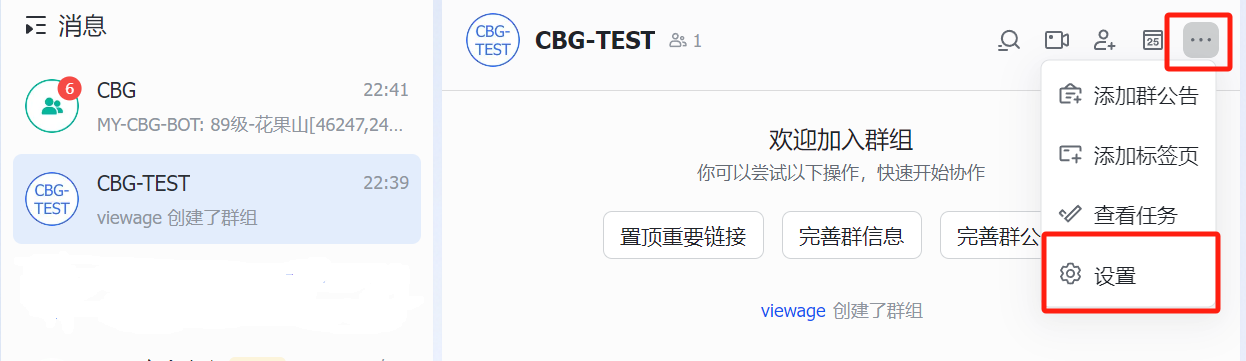 消息
CBG
6
22:41
MY-CBG-BOT: 89级-花果山[46247,24...
CBG-TEST
CBG-TEST
22:39
viewage 创建了群组
CBG-TEST
CBG-TEST
1
25
添加群公告
添加标签页
查看任务
设置
欢迎加入群组
你可以尝试以下操作，快速开始协作
置顶重要链接
完善群信息
完善群公
viewage 创建了群组